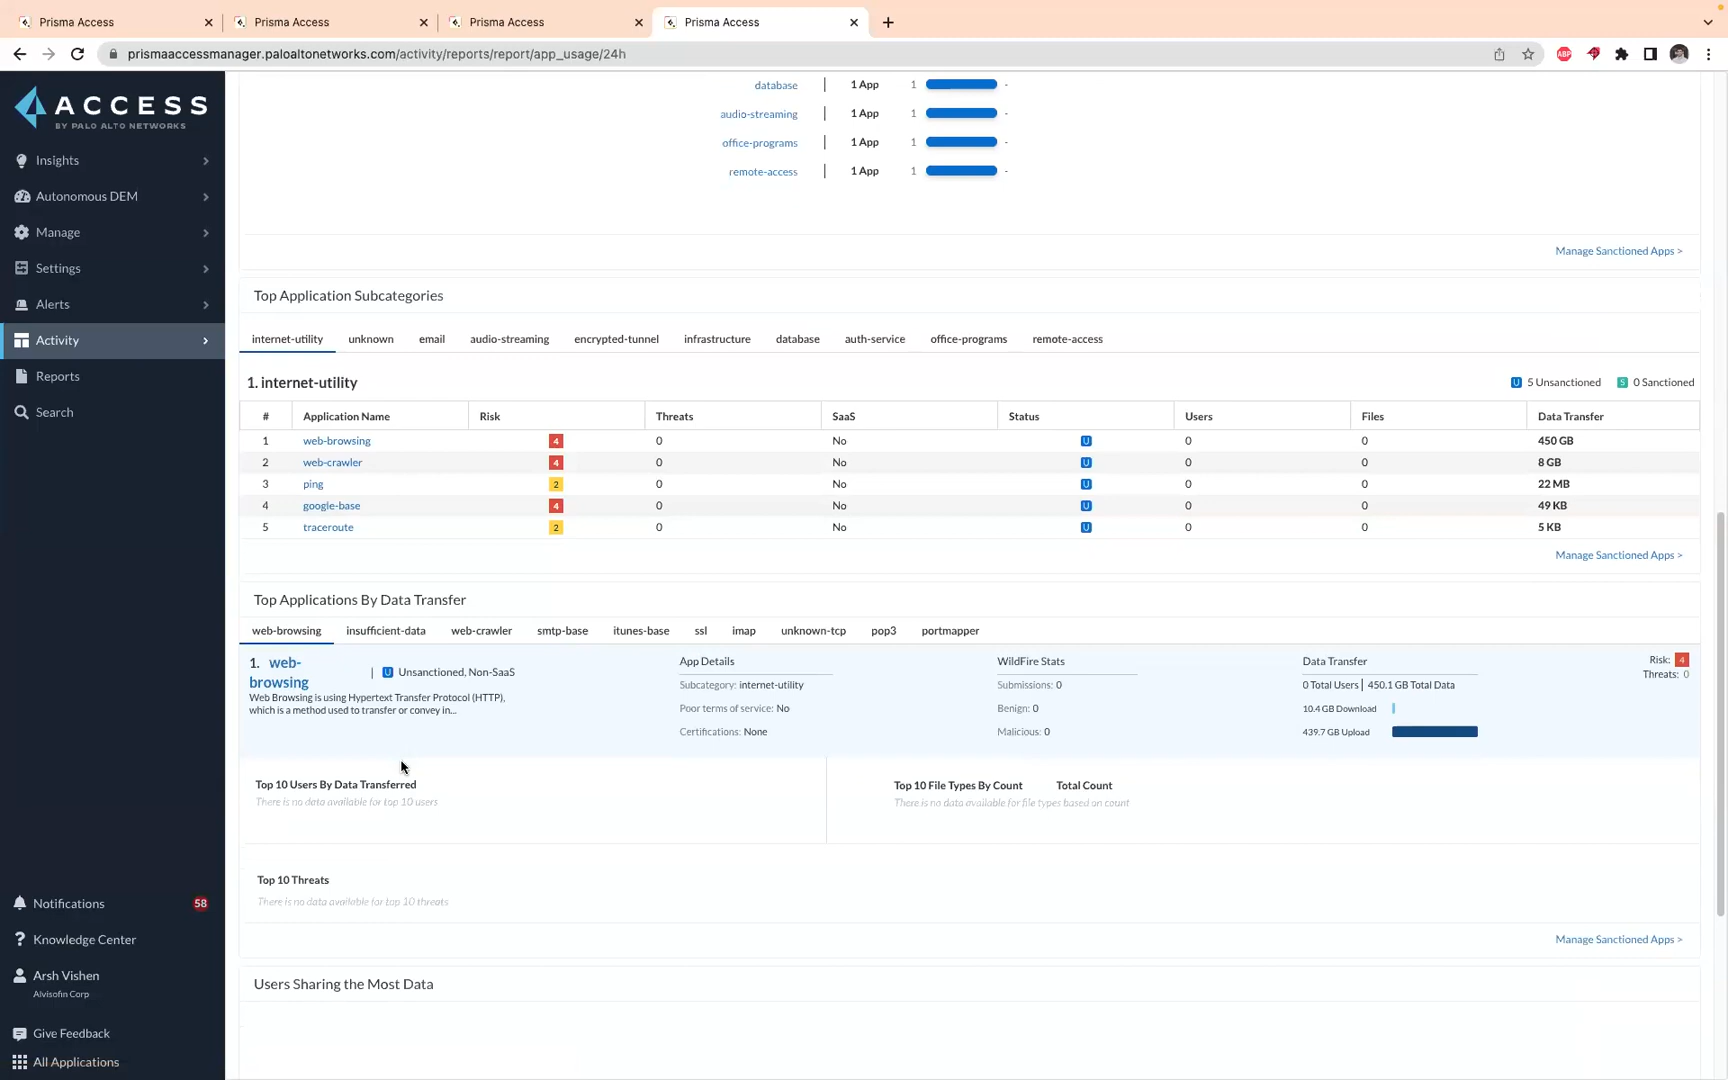 Prisma Access
Prisma Access
Prisma Access
Prisma Access
prismaaccessmanager.paloaltonetworks.com/activity/reports/report/app_usage/24h
ABP
ACCESS
BY PALO ALTO NETWORKS
Insights
Autonomous DEM
Manage
Settings
Alerts
Activity
Reports
Search
Notifications 58
Knowledge Center
Arsh Vishen
Alvisofin Corp
Give Feedback
All Applications
database 1 App 1 -
audio-streaming 1 App 1 -
office-programs 1 App 1 -
remote-access 1 App 1 -
Manage Sanctioned Apps >
Top Application Subcategories
internet-utility unknown email audio-streaming encrypted-tunnel infrastructure database auth-service office-programs remote-access
1. internet-utility U 5 Unsanctioned S 0 Sanctioned
# Application Name Risk Threats SaaS Status Users Files Data Transfer
1 web-browsing 4 0 No U 0 0 450 GB
2 web-crawler 4 0 No U 0 0 8 GB
3 ping 2 0 No U 0 0 22 MB
4 google-base 4 0 No U 0 0 49 KB
5 traceroute 2 0 No U 0 0 5 KB
Manage Sanctioned Apps >
Top Applications By Data Transfer
web-browsing insufficient-data web-crawler smtp-base itunes-base ssl imap unknown-tcp pop3 portmapper
1. web-
browsing
| U Unsanctioned, Non-SaaS
Web Browsing is using Hypertext Transfer Protocol (HTTP),
which is a method used to transfer or convey in...
App Details
Subcategory: internet-utility
Poor terms of service: No
Certifications: None
WildFire Stats
Submissions: 0
Benign: 0
Malicious: 0
Data Transfer
0 Total Users | 450.1 GB Total Data
10.4 GB Download
439.7 GB Upload
Risk: 4
Threats: 0
Top 10 Users By Data Transferred
There is no data available for top 10 users
Top 10 File Types By Count Total Count
There is no data available for file types based on count
Top 10 Threats
There is no data available for top 10 threats
Manage Sanctioned Apps >
Users Sharing the Most Data